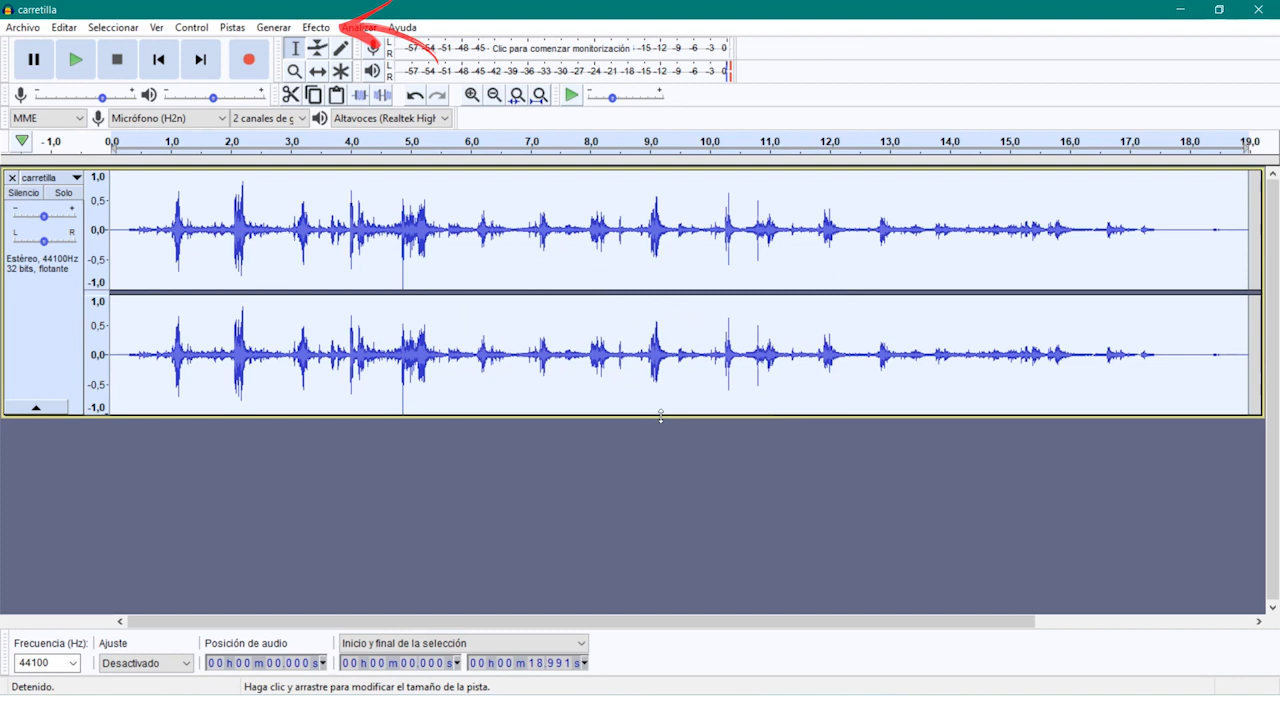 carretilla
Archivo Editar Seleccionar Ver Control Pistas Generar Efecto Analizar Ayuda
L
R
-57 -54 -51 -48 -45 - Clic para comenzar monitorización -15 -12 -9 -6 -3 0
L
R
-57 -54 -51 -48 -45 -42 -39 -36 -33 -30 -27 -24 -21 -18 -15 -12 -9 -6 -3 0
- + - + - +
MME Micrófono (H2n) 2 canales de g Altavoces (Realtek High
- 1,0 0,0 1,0 2,0 3,0 4,0 5,0 6,0 7,0 8,0 9,0 10,0 11,0 12,0 13,0 14,0 15,0 16,0 17,0 18,0 19,0
carretilla
Silencio Solo
- +
L R
Estéreo, 44100Hz
32 bits, flotante
1,0
0,5-
0,0-
-0,5-
-1,0
1,0
0,5-
0,0-
-0,5-
-1,0
Frecuencia (Hz): Ajuste Posición de audio Inicio y final de la selección
44100 Desactivado 00 h 00 m 00.000 s 00 h 00 m 00.000 s 00 h 00 m 18.991 s
Detenido. Haga clic y arrastre para modificar el tamaño de la pista.